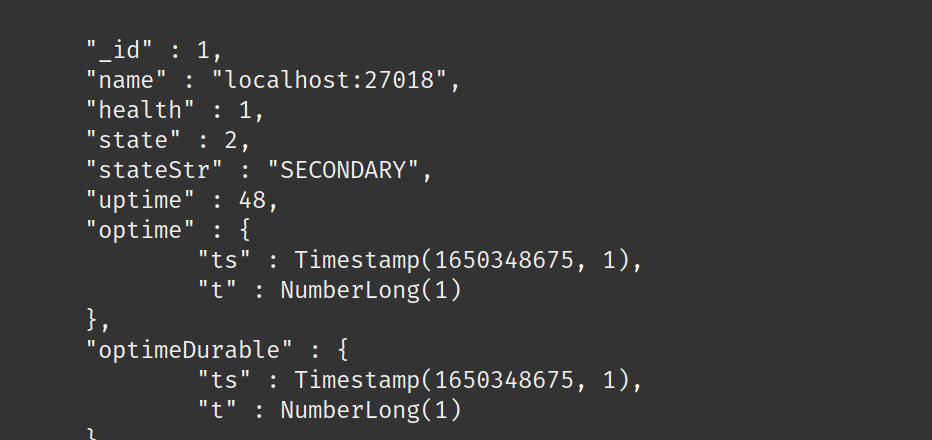 "_id" : 1,
"name" : "localhost:27018",
"health" : 1,
"state" : 2,
"stateStr" : "SECONDARY",
"uptime" : 48,
"optime" : {
"ts" : Timestamp(1650348675, 1),
"t" : NumberLong(1)
},
"optimeDurable" : {
"ts" : Timestamp(1650348675, 1),
"t" : NumberLong(1)
}